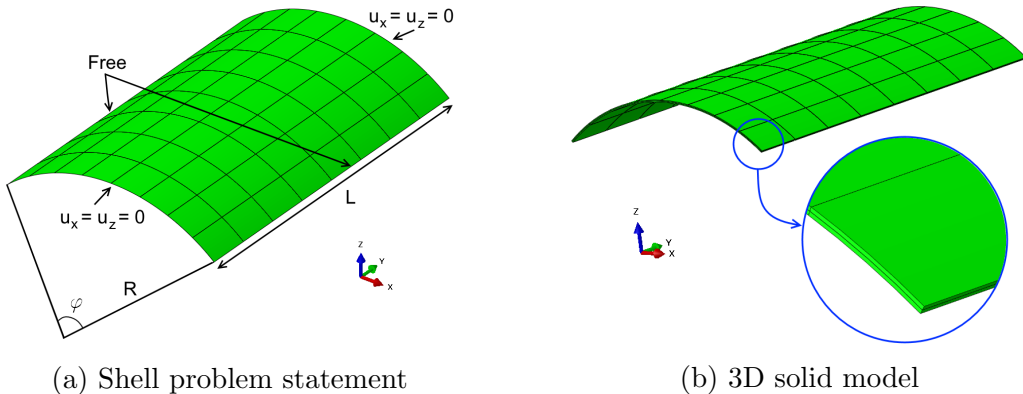 uₓ = u_z = 0
Free
uₓ = u_z = 0
L
R
φ
z
y
x
z
y
x
(a) Shell problem statement
(b) 3D solid model